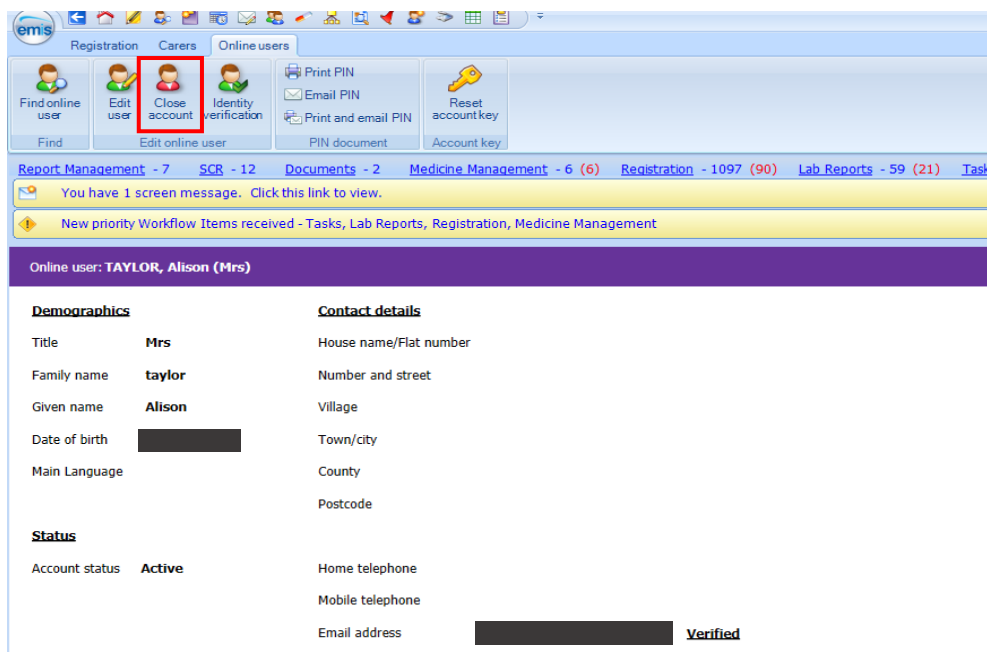 emis
Registration Carers Online users
Find online user
Edit user
Close account
Identity verification
Print PIN
Email PIN
Print and email PIN
Reset account key
Find Edit online user PIN document Account key
Report Management - 7 SCR - 12 Documents - 2 Medicine Management - 6 (6) Registration - 1097 (90) Lab Reports - 59 (21) Task
You have 1 screen message. Click this link to view.
New priority Workflow Items received - Tasks, Lab Reports, Registration, Medicine Management
Online user: TAYLOR, Alison (Mrs)
Demographics Contact details
Title Mrs House name/Flat number
Family name taylor Number and street
Given name Alison Village
Date of birth Town/city
Main Language County
Postcode
Status
Account status Active Home telephone
Mobile telephone
Email address Verified